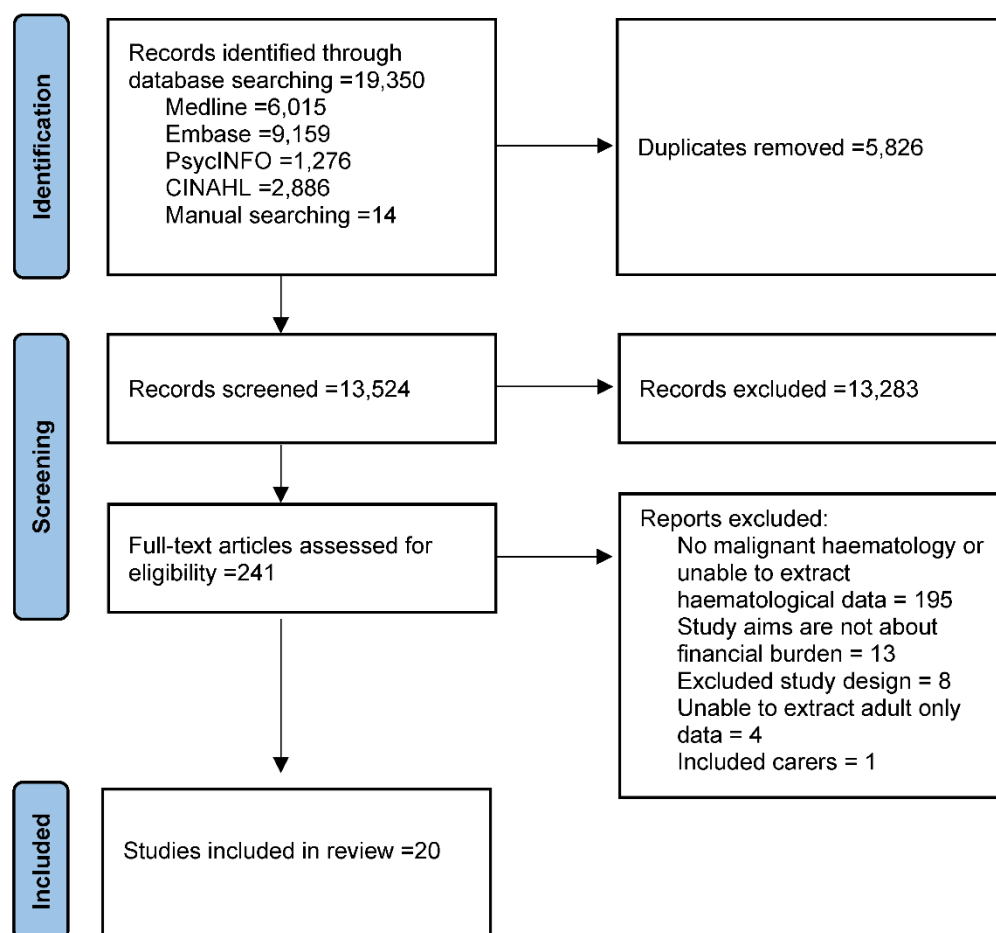 Identification
Records identified through
database searching =19,350
Medline =6,015
Embase =9,159
PsycINFO =1,276
CINAHL =2,886
Manual searching =14
Duplicates removed =5,826
Screening
Records screened =13,524
Records excluded =13,283
Full-text articles assessed for
eligibility =241
Reports excluded:
No malignant haematology or
unable to extract
haematological data = 195
Study aims are not about
financial burden = 13
Excluded study design = 8
Unable to extract adult only
data = 4
Included carers = 1
Included
Studies included in review =20